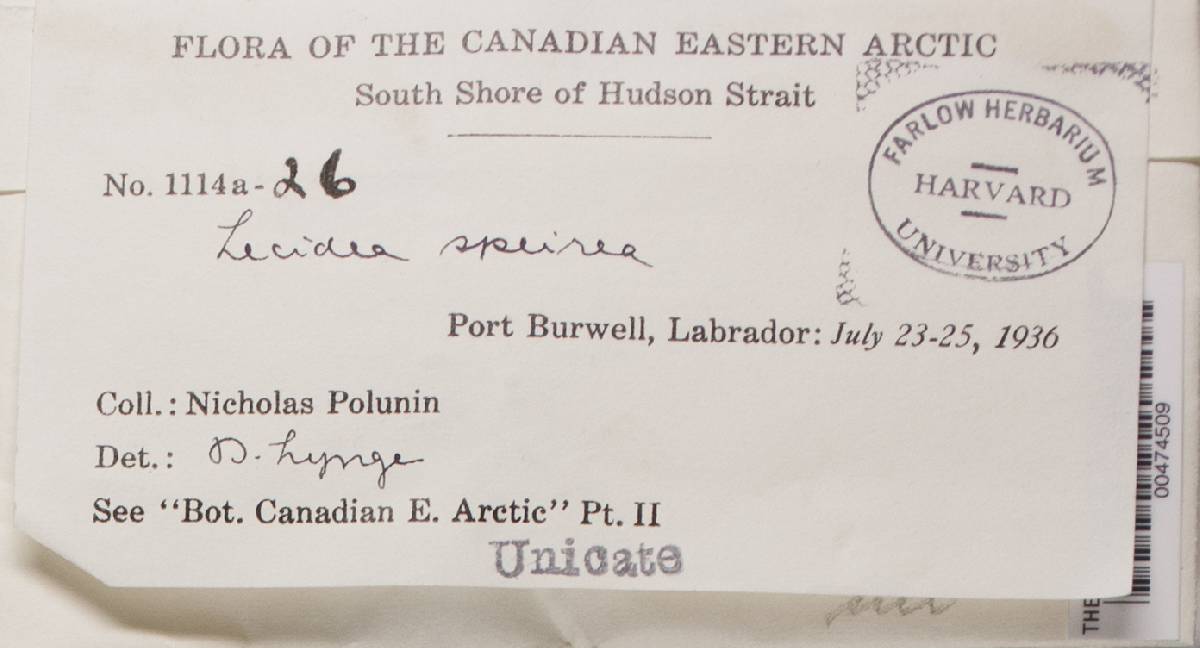 FLORA OF THE CANADIAN EASTERN ARCTIC
South Shore of Hudson Strait
FARLOW HERBARIUM
HARVARD
UNIVERSITY
No. 1114a-26
Lecidea speirea
Port Burwell, Labrador: July 23-25, 1936
Coll.: Nicholas Polunin
Det.: B. Lynge
See "Bot. Canadian E. Arctic" Pt. II
Unicate
00474509
THE